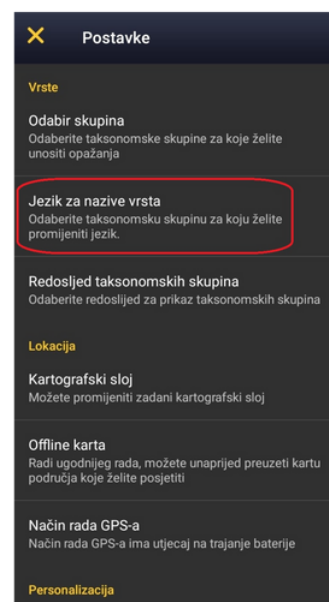 Postavke
Vrste
Odabir skupina
Odaberite taksonomske skupine za koje želite
unositi opažanja
Jezik za nazive vrsta
Odaberite taksonomsku skupinu za koju želite
promijeniti jezik.
Redosljed taksonomskih skupina
Odaberite redoslijed za prikaz taksonomskih skupina
Lokacija
Kartografski sloj
Možete promijeniti zadani kartografski sloj
Offline karta
Radi ugodnijeg rada, možete unaprijed preuzeti kartu
područja koje želite posjetiti
Način rada GPS-a
Način rada GPS-a ima utjecaj na trajanje baterije
Personalizacija